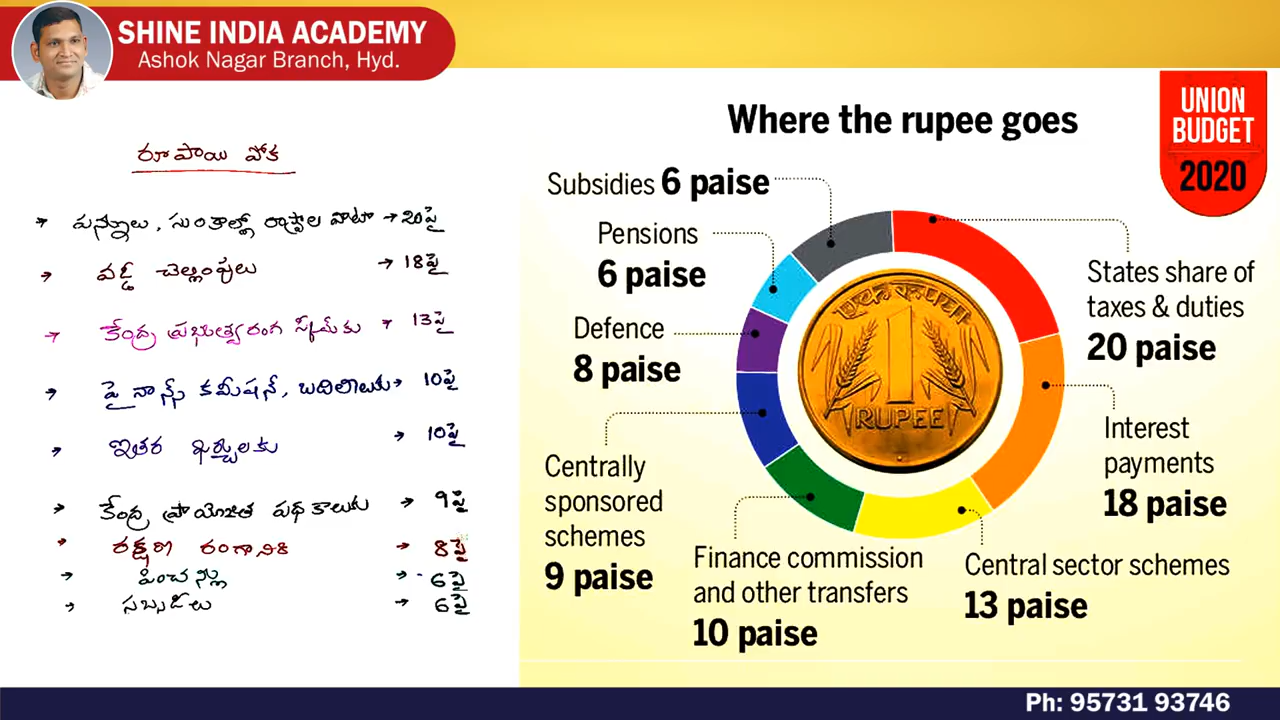 SHINE INDIA ACADEMY
Ashok Nagar Branch, Hyd.
రూపాయి పోక
→ పన్నులు, సుంకాల్లో రాష్ట్రాల వాటా → 20పై
→ వడ్డీ చెల్లింపులు → 18పై
→ కేంద్ర ప్రభుత్వరంగ స్కీమ్‌కు → 13పై
→ ఫైనాన్స్ కమీషన్, బదిలీలకు → 10పై
→ ఇతర ఖర్చులకు → 10పై
→ కేంద్ర ప్రాయోజిత పథకాలకు → 9పై
→ రక్షణ రంగానికి → 8పై
→ పింఛన్లు → 6పై
→ సబ్సిడీలు → 6పై
UNION
BUDGET
2020
Where the rupee goes
Subsidies 6 paise
Pensions
6 paise
Defence
8 paise
Centrally
sponsored
schemes
9 paise
Finance commission
and other transfers
10 paise
Central sector schemes
13 paise
Interest
payments
18 paise
States share of
taxes & duties
20 paise
एक रुपया
1
RUPEE
Ph: 95731 93746